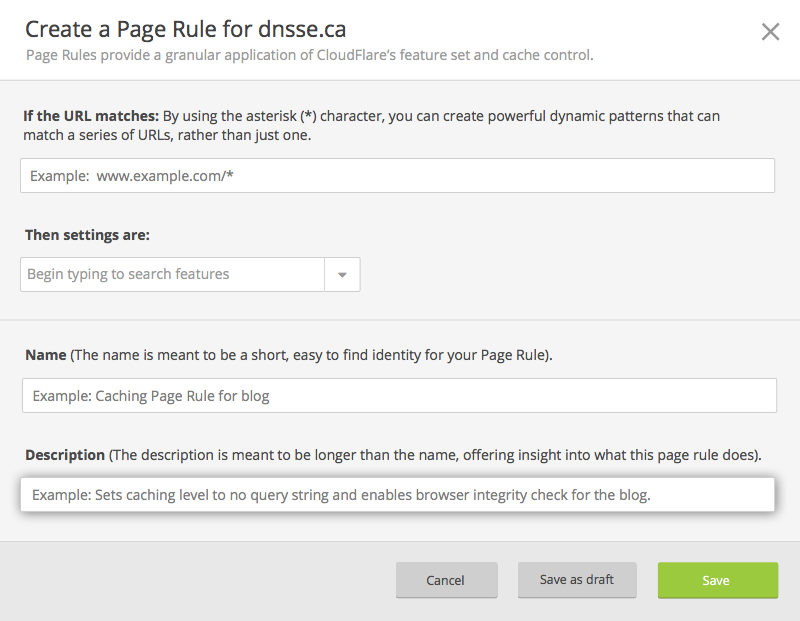 Create a Page Rule for dnsse.ca
Page Rules provide a granular application of CloudFlare's feature set and cache control.
If the URL matches: By using the asterisk (*) character, you can create powerful dynamic patterns that can
match a series of URLs, rather than just one.
Example:  www.example.com/*
Then settings are:
Begin typing to search features
Name (The name is meant to be a short, easy to find identity for your Page Rule).
Example: Caching Page Rule for blog
Description (The description is meant to be longer than the name, offering insight into what this page rule does).
Example: Sets caching level to no query string and enables browser integrity check for the blog.
Cancel
Save as draft
Save